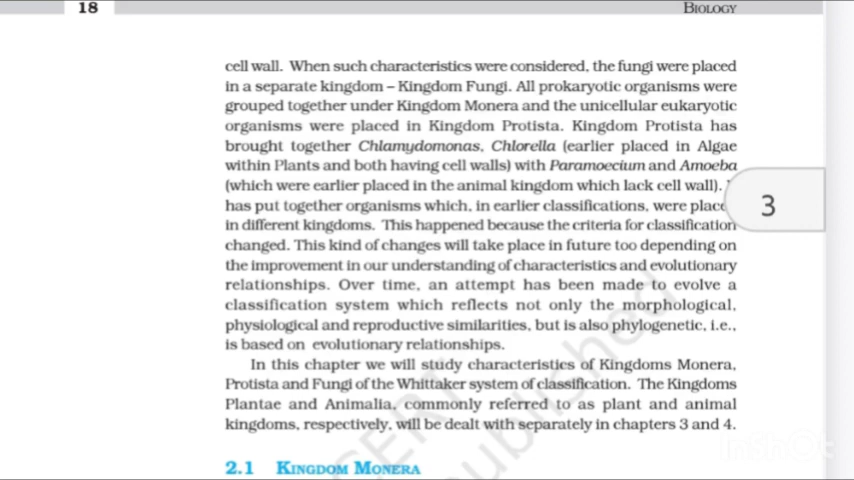 18
BIOLOGY
cell wall. When such characteristics were considered, the fungi were placed
in a separate kingdom – Kingdom Fungi. All prokaryotic organisms were
grouped together under Kingdom Monera and the unicellular eukaryotic
organisms were placed in Kingdom Protista. Kingdom Protista has
brought together Chlamydomonas, Chlorella (earlier placed in Algae
within Plants and both having cell walls) with Paramoecium and Amoeba
(which were earlier placed in the animal kingdom which lack cell wall).
has put together organisms which, in earlier classifications, were
in different kingdoms. This happened because the criteria for classification
changed. This kind of changes will take place in future too depending on
the improvement in our understanding of characteristics and evolutionary
relationships. Over time, an attempt has been made to evolve a
classification system which reflects not only the morphological,
physiological and reproductive similarities, but is also phylogenetic, i.e.,
is based on evolutionary relationships.
In this chapter we will study characteristics of Kingdoms Monera,
Protista and Fungi of the Whittaker system of classification. The Kingdoms
Plantae and Animalia, commonly referred to as plant and animal
kingdoms, respectively, will be dealt with separately in chapters 3 and 4.
2.1 KINGDOM MONERA
3
InShOt